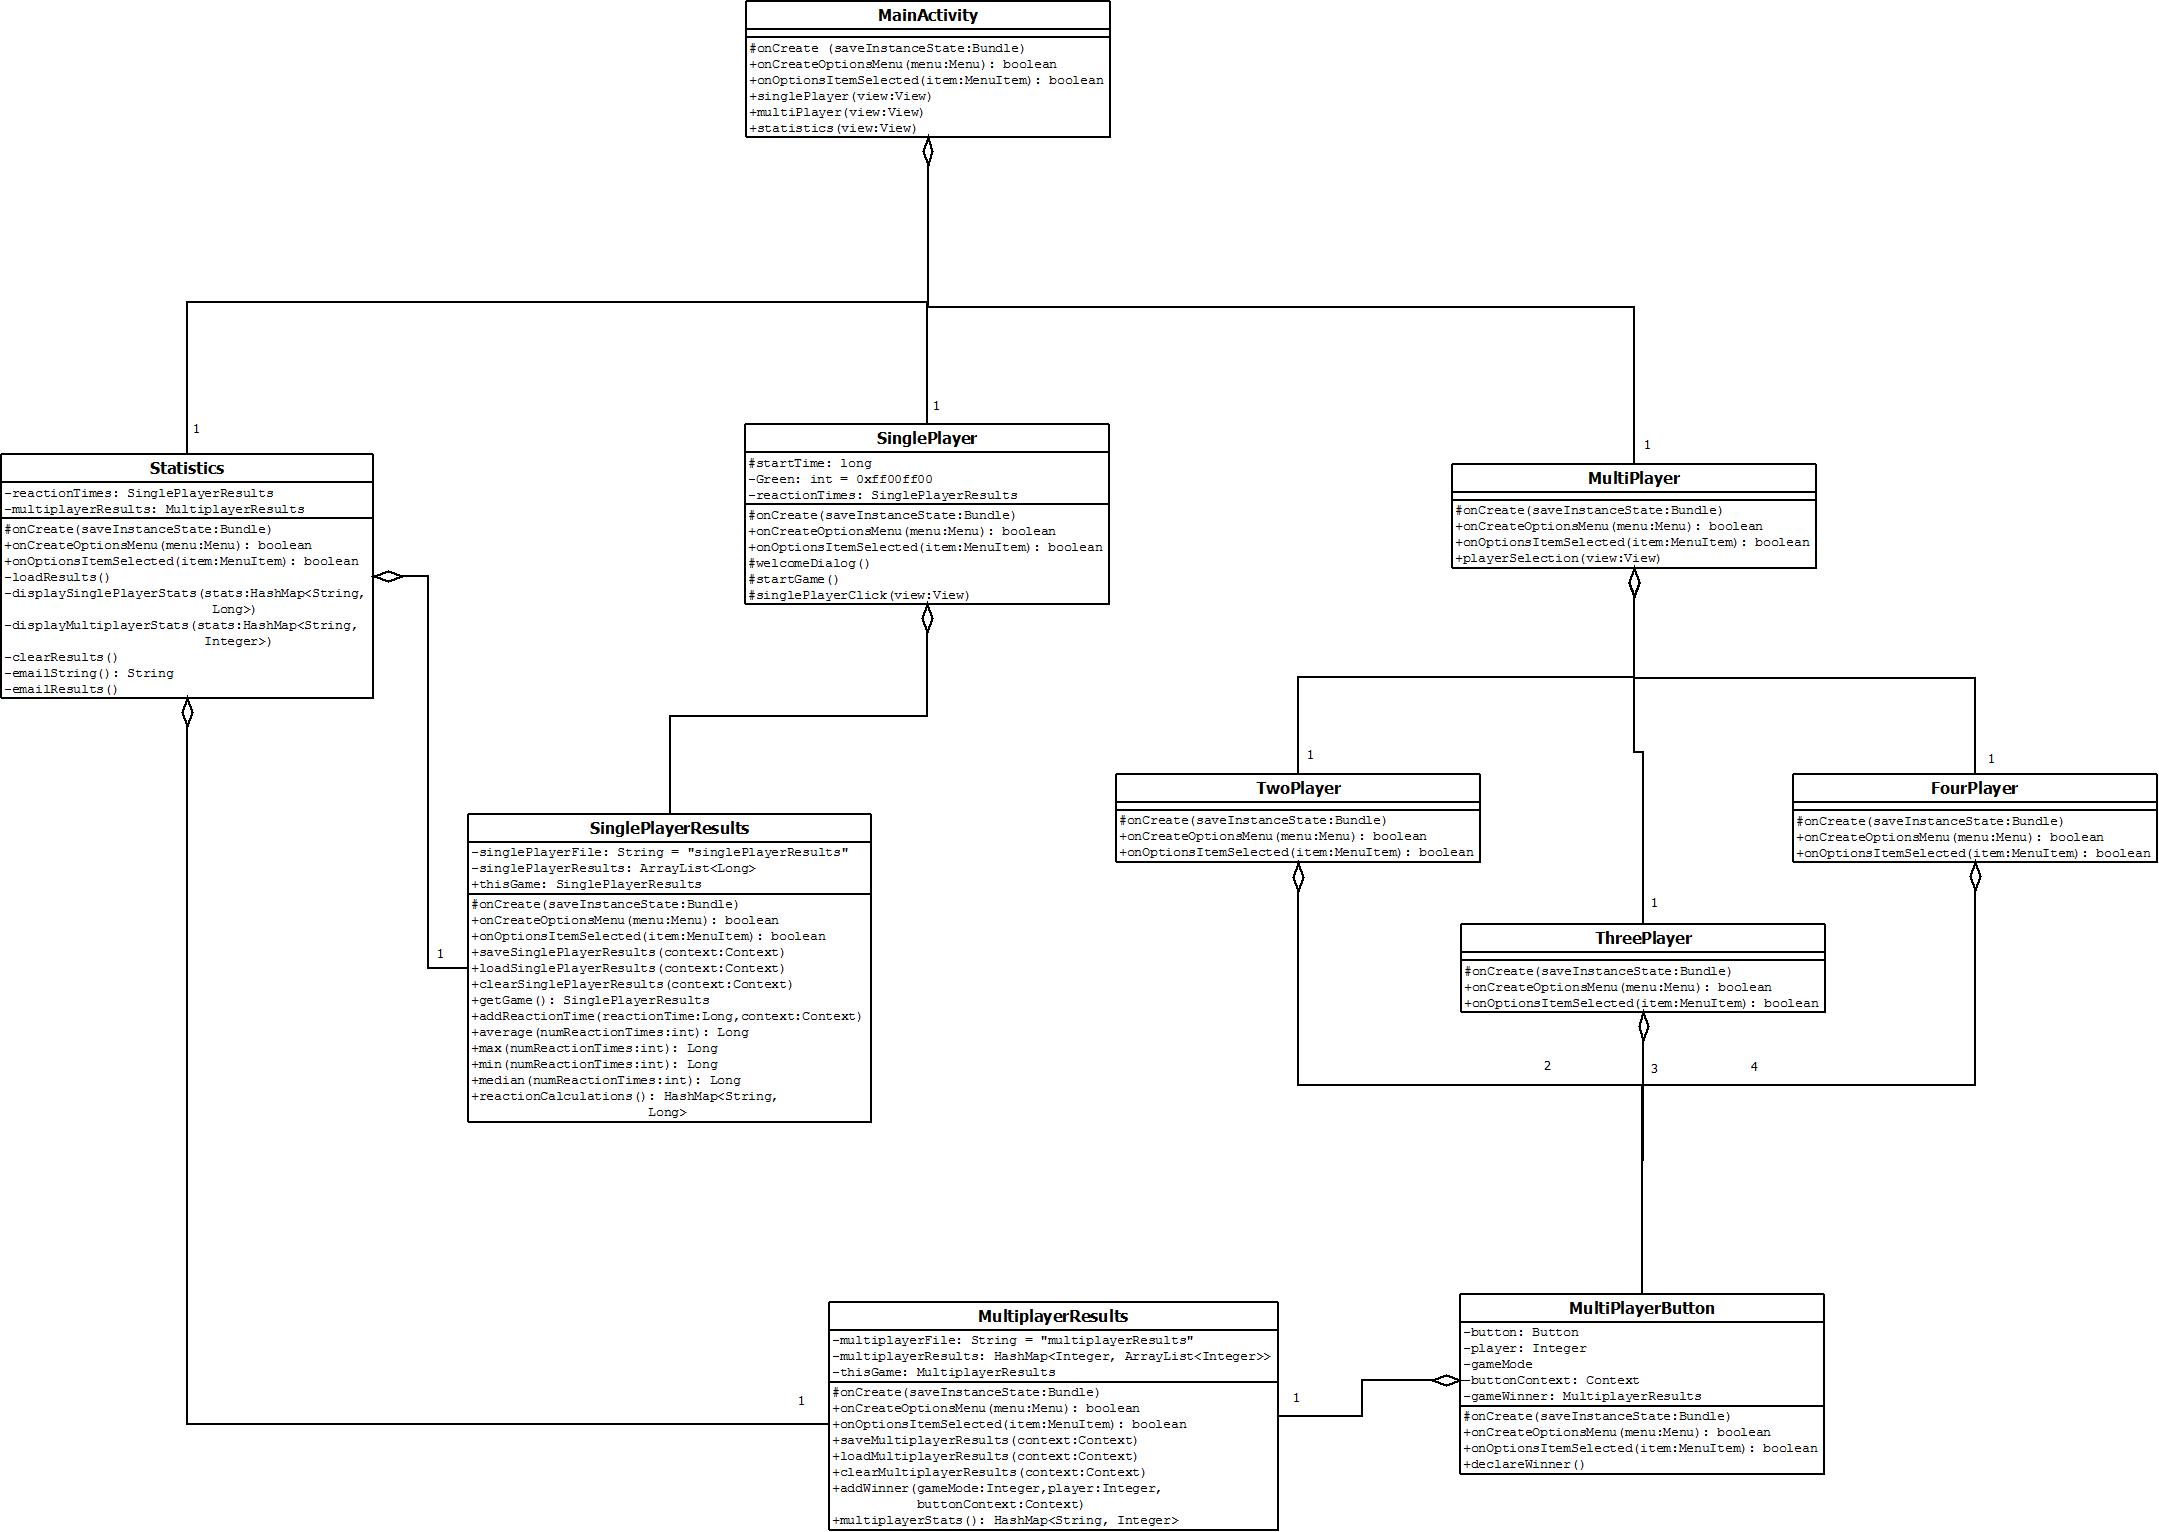 MainActivity
#onCreate (saveInstanceState:Bundle)
+onCreateOptionsMenu(menu:Menu): boolean
+onOptionsItemSelected(item:MenuItem): boolean
+singlePlayer(view:View)
+multiPlayer(view:View)
+statistics(view:View)
1
1
1
Statistics
-reactionTimes: SinglePlayerResults
-multiplayerResults: MultiplayerResults
#onCreate(saveInstanceState:Bundle)
+onCreateOptionsMenu(menu:Menu): boolean
+onOptionsItemSelected(item:MenuItem): boolean
-loadResults()
-displaySinglePlayerStats(stats:HashMap<String,
Long>)
-displayMultiplayerStats(stats:HashMap<String,
Integer>)
-clearResults()
-emailString(): String
-emailResults()
SinglePlayer
#startTime: long
-Green: int = 0xff00ff00
-reactionTimes: SinglePlayerResults
#onCreate(saveInstanceState:Bundle)
+onCreateOptionsMenu(menu:Menu): boolean
+onOptionsItemSelected(item:MenuItem): boolean
#welcomeDialog()
#startGame()
#singlePlayerClick(view:View)
MultiPlayer
#onCreate(saveInstanceState:Bundle)
+onCreateOptionsMenu(menu:Menu): boolean
+onOptionsItemSelected(item:MenuItem): boolean
+playerSelection(view:View)
1
1
TwoPlayer
#onCreate(saveInstanceState:Bundle)
+onCreateOptionsMenu(menu:Menu): boolean
+onOptionsItemSelected(item:MenuItem): boolean
FourPlayer
#onCreate(saveInstanceState:Bundle)
+onCreateOptionsMenu(menu:Menu): boolean
+onOptionsItemSelected(item:MenuItem): boolean
1
SinglePlayerResults
-singlePlayerFile: String = "singlePlayerResults"
-singlePlayerResults: ArrayList<Long>
+thisGame: SinglePlayerResults
#onCreate(saveInstanceState:Bundle)
+onCreateOptionsMenu(menu:Menu): boolean
+onOptionsItemSelected(item:MenuItem): boolean
+saveSinglePlayerResults(context:Context)
+loadSinglePlayerResults(context:Context)
+clearSinglePlayerResults(context:Context)
+getGame(): SinglePlayerResults
+addReactionTime(reactionTime:Long,context:Context)
+average(numReactionTimes:int): Long
+max(numReactionTimes:int): Long
+min(numReactionTimes:int): Long
+median(numReactionTimes:int): Long
+reactionCalculations(): HashMap<String,
Long>
1
ThreePlayer
#onCreate(saveInstanceState:Bundle)
+onCreateOptionsMenu(menu:Menu): boolean
+onOptionsItemSelected(item:MenuItem): boolean
2
3
4
MultiplayerResults
-multiplayerFile: String = "multiplayerResults"
-multiplayerResults: HashMap<Integer, ArrayList<Integer>>
-thisGame: MultiplayerResults
#onCreate(saveInstanceState:Bundle)
+onCreateOptionsMenu(menu:Menu): boolean
+onOptionsItemSelected(item:MenuItem): boolean
+saveMultiplayerResults(context:Context)
+loadMultiplayerResults(context:Context)
+clearMultiplayerResults(context:Context)
+addWinner(gameMode:Integer,player:Integer,
buttonContext:Context)
+multiplayerStats(): HashMap<String, Integer>
1
1
MultiPlayerButton
-button: Button
-player: Integer
-gameMode
-buttonContext: Context
-gameWinner: MultiplayerResults
#onCreate(saveInstanceState:Bundle)
+onCreateOptionsMenu(menu:Menu): boolean
+onOptionsItemSelected(item:MenuItem): boolean
+declareWinner()